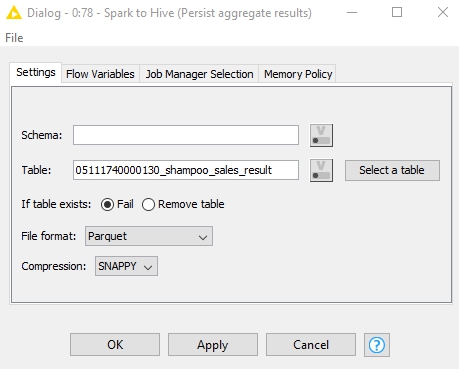 Dialog - 0:78 - Spark to Hive (Persist aggregate results)
File
Settings Flow Variables Job Manager Selection Memory Policy
Schema:
Table: 05111740000130_shampoo_sales_result Select a table
If table exists: Fail Remove table
File format: Parquet
Compression: SNAPPY
OK Apply Cancel ?